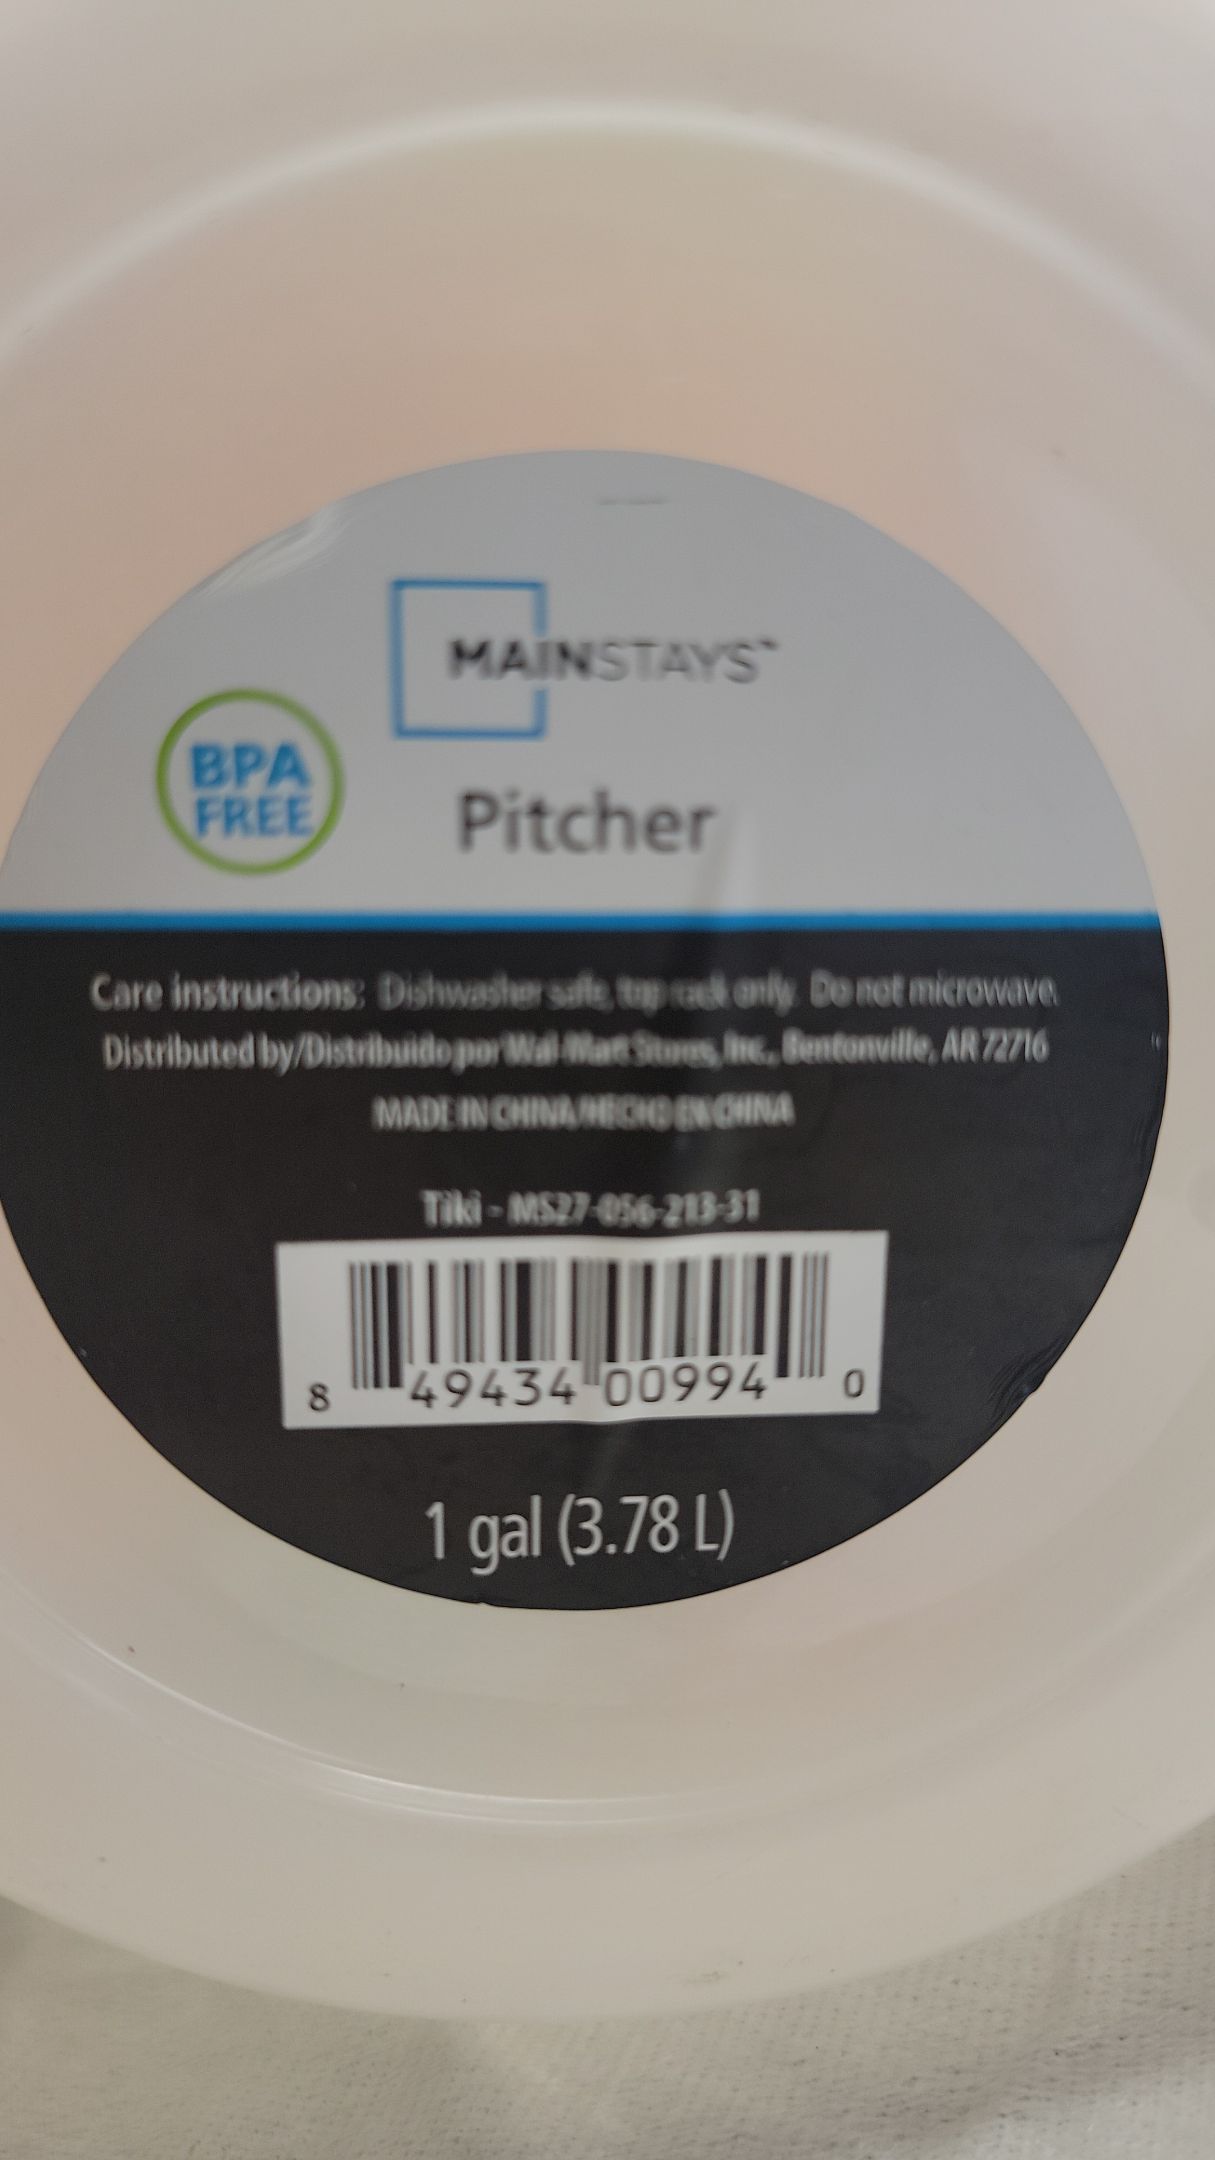 MAINSTAYS™
BPA
FREE
Pitcher
Care instructions: Dishwasher safe, top rack only. Do not microwave.
Distributed by/Distribuido por Wal-Mart Stores, Inc., Bentonville, AR 72716
MADE IN CHINA/HECHO EN CHINA
Tiki - MS27-056-213-31
8 49434 00994 0
1 gal (3.78 L)